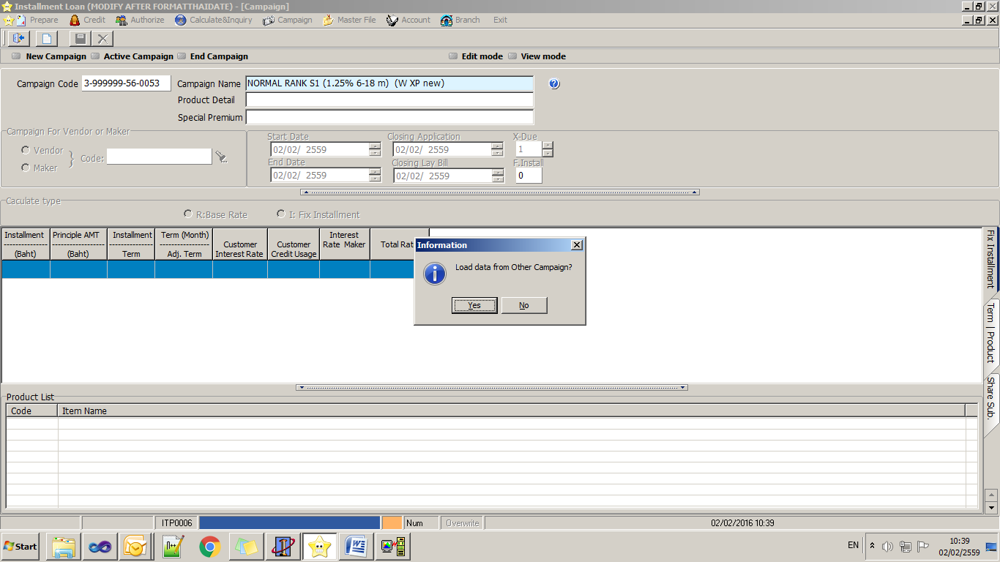 Installment Loan (MODIFY AFTER FORMATTHAIDATE) - [Campaign]
Prepare Credit Authorize Calculate&Inquiry Campaign Master File Account Branch Exit
New Campaign Active Campaign End Campaign Edit mode View mode
Campaign Code 3-999999-56-0053 Campaign Name NORMAL RANK S1 (1.25% 6-18 m) (W XP new)
Product Detail
Special Premium
Campaign For Vendor or Maker
Vendor
Maker
Code:
Start Date Closing Application X-Due
02/02/ 2559 02/02/ 2559 1
End Date Closing Lay Bill F.Install
02/02/ 2559 02/02/ 2559 0
Caculate type
R:Base Rate I: Fix Installment
Installment Principle AMT Installment Term (Month) Customer Customer Interest Total Rat
(Baht) (Baht) Term Adj. Term Interest Rate Credit Usage Rate Maker
Information
Load data from Other Campaign?
Yes No
Fix Installment
Term | Product
Share Sub.
Product List
Code Item Name
ITP0006 Num Overwrite 02/02/2016 10:39
Start EN 10:39
02/02/2559